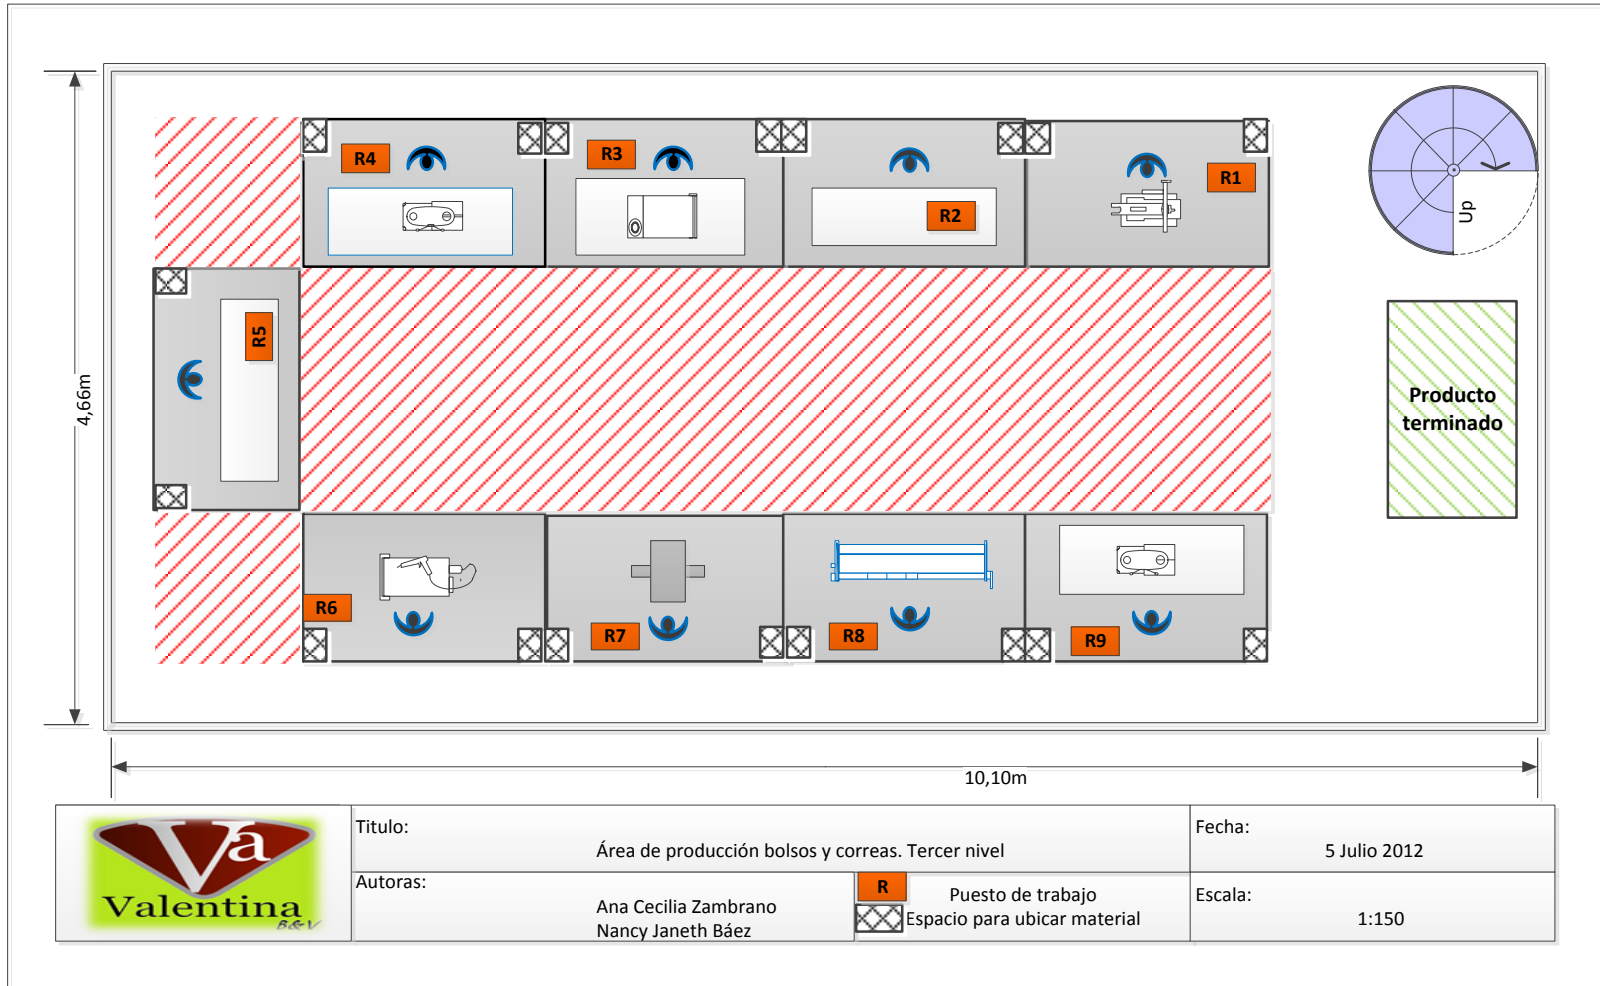 R4
R3
R2
R1
Up
R5
4,66m
Producto
terminado
R6
R7
R8
R9
10,10m
Va
Valentina
B&V
Titulo:
Área de producción bolsos y correas. Tercer nivel
Fecha:
5 Julio 2012
Autoras:
Ana Cecilia Zambrano
Nancy Janeth Báez
R
Puesto de trabajo
Espacio para ubicar material
Escala:
1:150